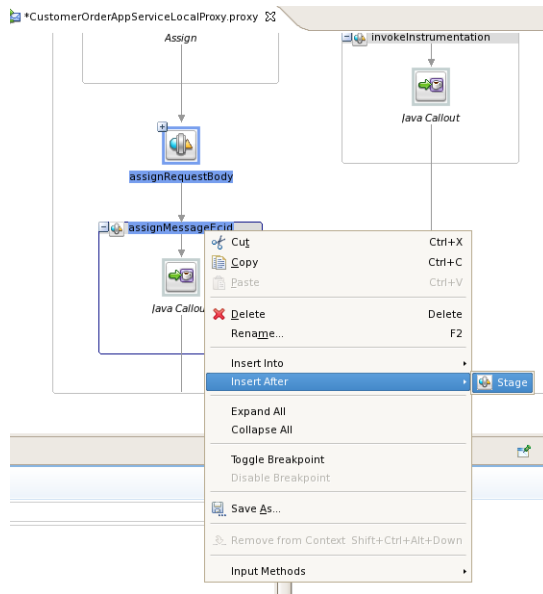 *CustomerOrderAppServiceLocalProxy.proxy
Assign
invokeInstrumentation
Java Callout
assignRequestBody
assignMessageEcid
Java Callou
Cut Ctrl+X
Copy Ctrl+C
Paste Ctrl+V
Delete Delete
Rename... F2
Insert Into
Insert After
Stage
Expand All
Collapse All
Toggle Breakpoint
Disable Breakpoint
Save As...
Remove from Context Shift+Ctrl+Alt+Down
Input Methods